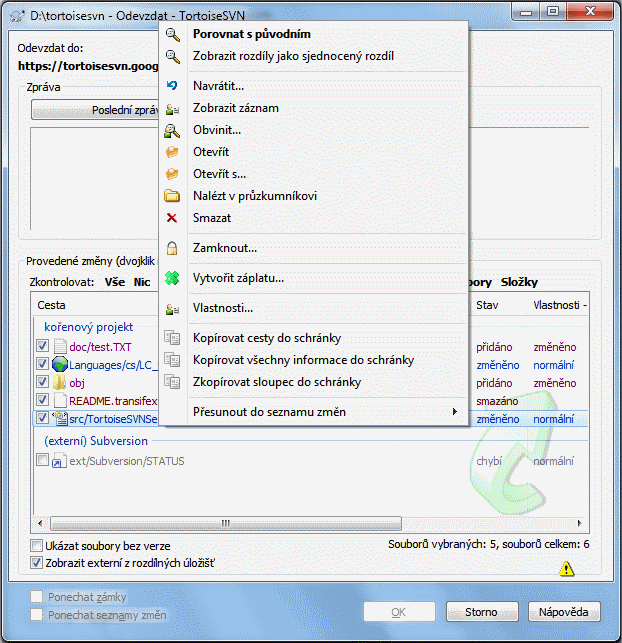 D:\tortoisesvn - Odevzdat - TortoiseSVN
Odevzdat do:
https://tortoisesvn.goog
Zpráva
Poslední zpráv
Porovnat s původním
Zobrazit rozdíly jako sjednocený rozdíl
Navrátit...
Zobrazit záznam
Obvinit...
Otevřít
Otevřít s...
Nalézt v průzkumníkovi
Smazat
Zamknout...
Vytvořit záplatu...
Vlastnosti...
Kopírovat cesty do schránky
Kopírovat všechny informace do schránky
Zkopírovat sloupec do schránky
Přesunout do seznamu změn
Provedené změny (dvojklik
Zkontrolovat: Vše Nic bory Složky
Cesta Stav Vlastnosti -
kořenový projekt
doc/test.TXT přidáno změněno
Languages/cs/LC_ změněno normální
obj přidáno změněno
README.transifex smazáno
src/TortoiseSVNSe změněno normální
(externí) Subversion
ext/Subversion/STATUS chybí normální
Ukázat soubory bez verze Souborů vybraných: 5, souborů celkem: 6
Zobrazit externí z rozdílných úložišť
Ponechat zámky
Ponechat seznamy změn
OK Storno Nápověda